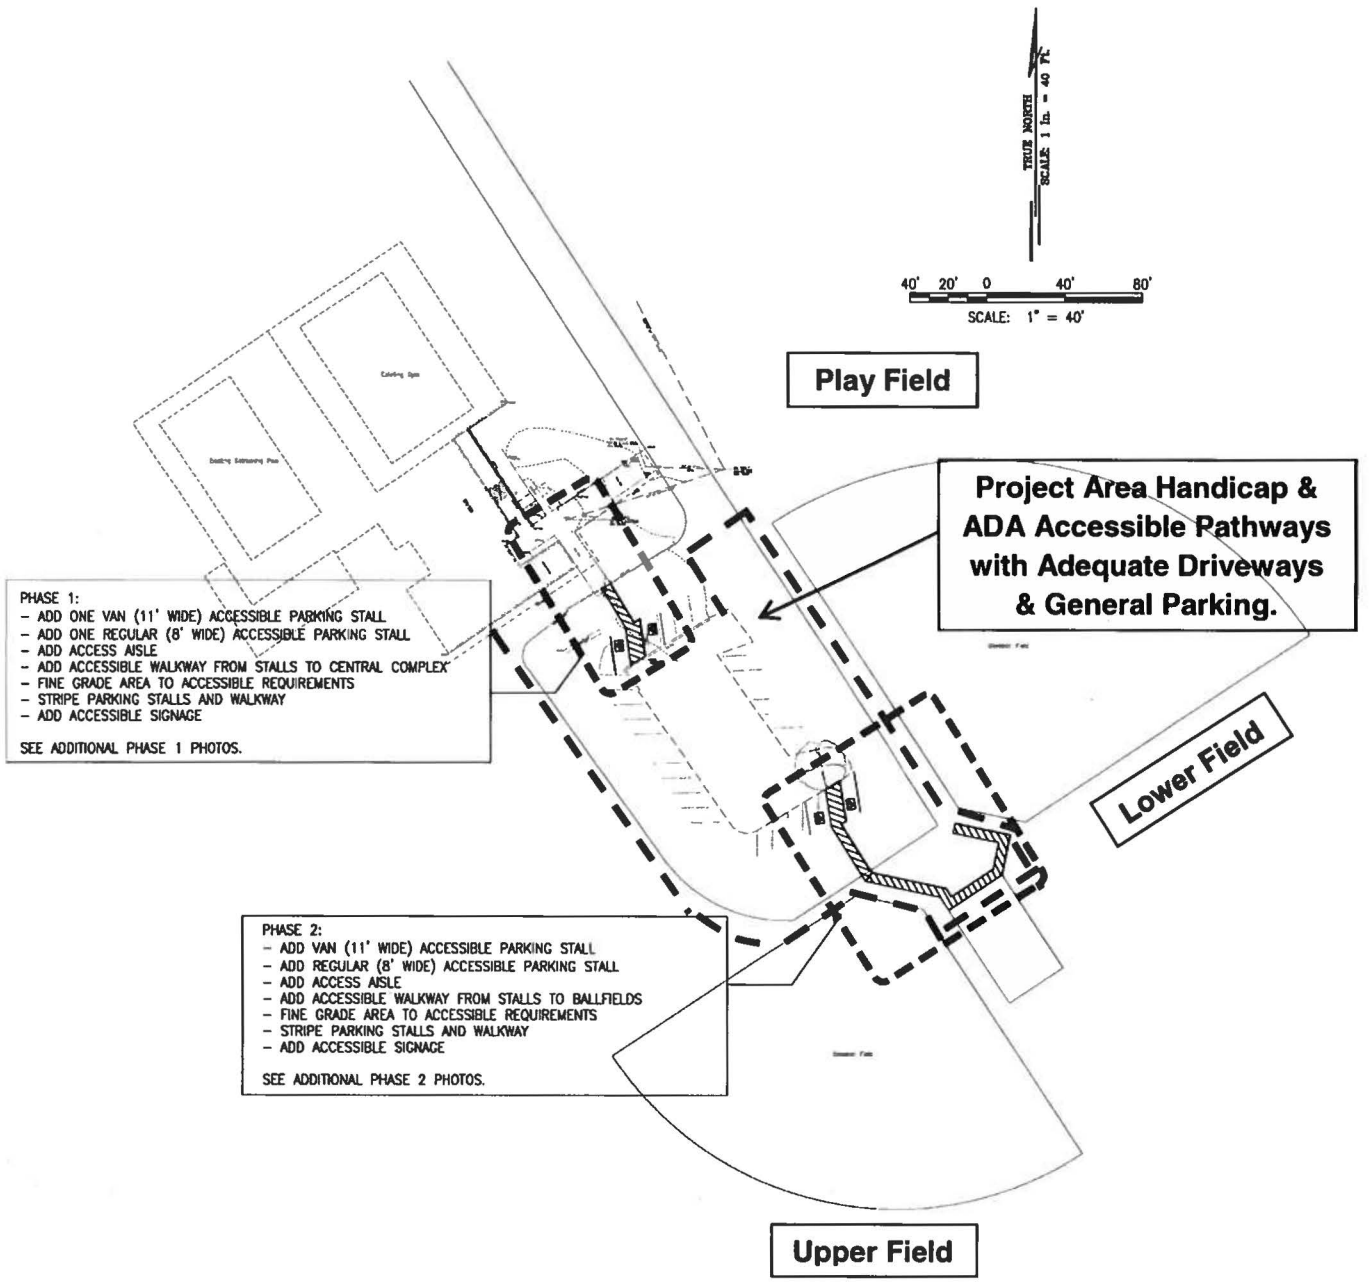 TRUE NORTH
SCALE: 1 In. = 40 Ft.
40' 20' 0 40' 80'
SCALE: 1" = 40'
Play Field
Existing Gym
Existing Swimming Pool
Project Area Handicap &
ADA Accessible Pathways
with Adequate Driveways
& General Parking.
PHASE 1:
- ADD ONE VAN (11' WIDE) ACCESSIBLE PARKING STALL
- ADD ONE REGULAR (8' WIDE) ACCESSIBLE PARKING STALL
- ADD ACCESS AISLE
- ADD ACCESSIBLE WALKWAY FROM STALLS TO CENTRAL COMPLEX
- FINE GRADE AREA TO ACCESSIBLE REQUIREMENTS
- STRIPE PARKING STALLS AND WALKWAY
- ADD ACCESSIBLE SIGNAGE
SEE ADDITIONAL PHASE 1 PHOTOS.
Lower Field
PHASE 2:
- ADD VAN (11' WIDE) ACCESSIBLE PARKING STALL
- ADD REGULAR (8' WIDE) ACCESSIBLE PARKING STALL
- ADD ACCESS AISLE
- ADD ACCESSIBLE WALKWAY FROM STALLS TO BALLFIELDS
- FINE GRADE AREA TO ACCESSIBLE REQUIREMENTS
- STRIPE PARKING STALLS AND WALKWAY
- ADD ACCESSIBLE SIGNAGE
SEE ADDITIONAL PHASE 2 PHOTOS.
Upper Field